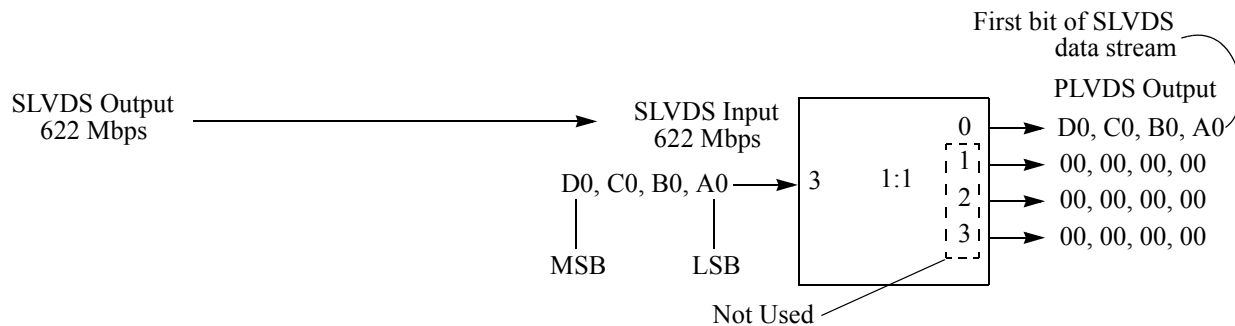 First bit of SLVDS
data stream
SLVDS Output
622 Mbps
SLVDS Input
622 Mbps
PLVDS Output
D0, C0, B0, A0
3
1:1
0
1
2
3
D0, C0, B0, A0
00, 00, 00, 00
00, 00, 00, 00
00, 00, 00, 00
MSB
LSB
Not Used